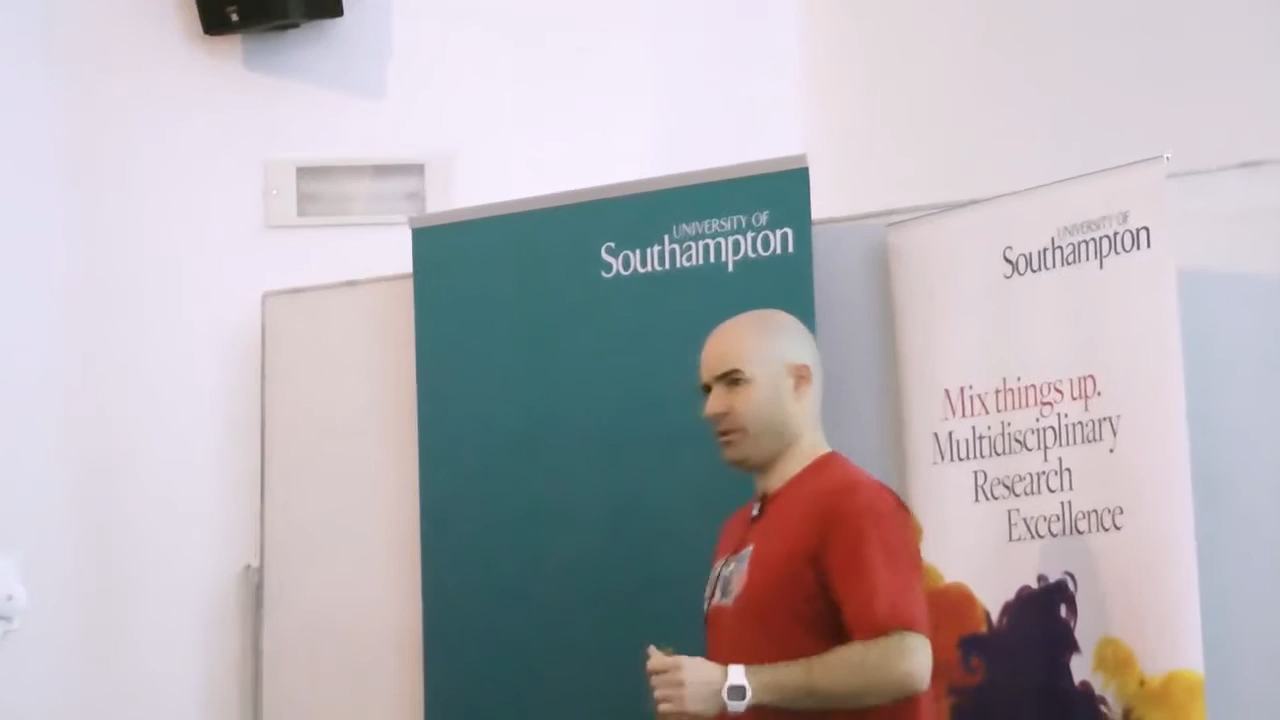 UNIVERSITY OF
Southampton
UNIVERSITY OF
Southampton
Mix things up.
Multidisciplinary
Research
Excellence